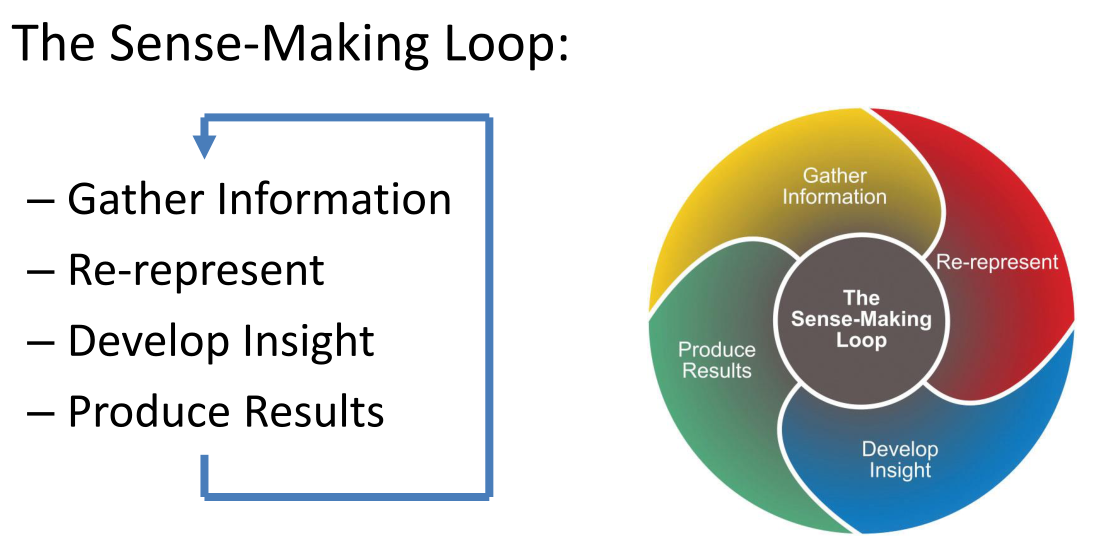 The Sense-Making Loop:
– Gather Information
– Re-represent
– Develop Insight
– Produce Results
Gather
Information
Re-represent
The
Sense-Making
Loop
Produce
Results
Develop
Insight